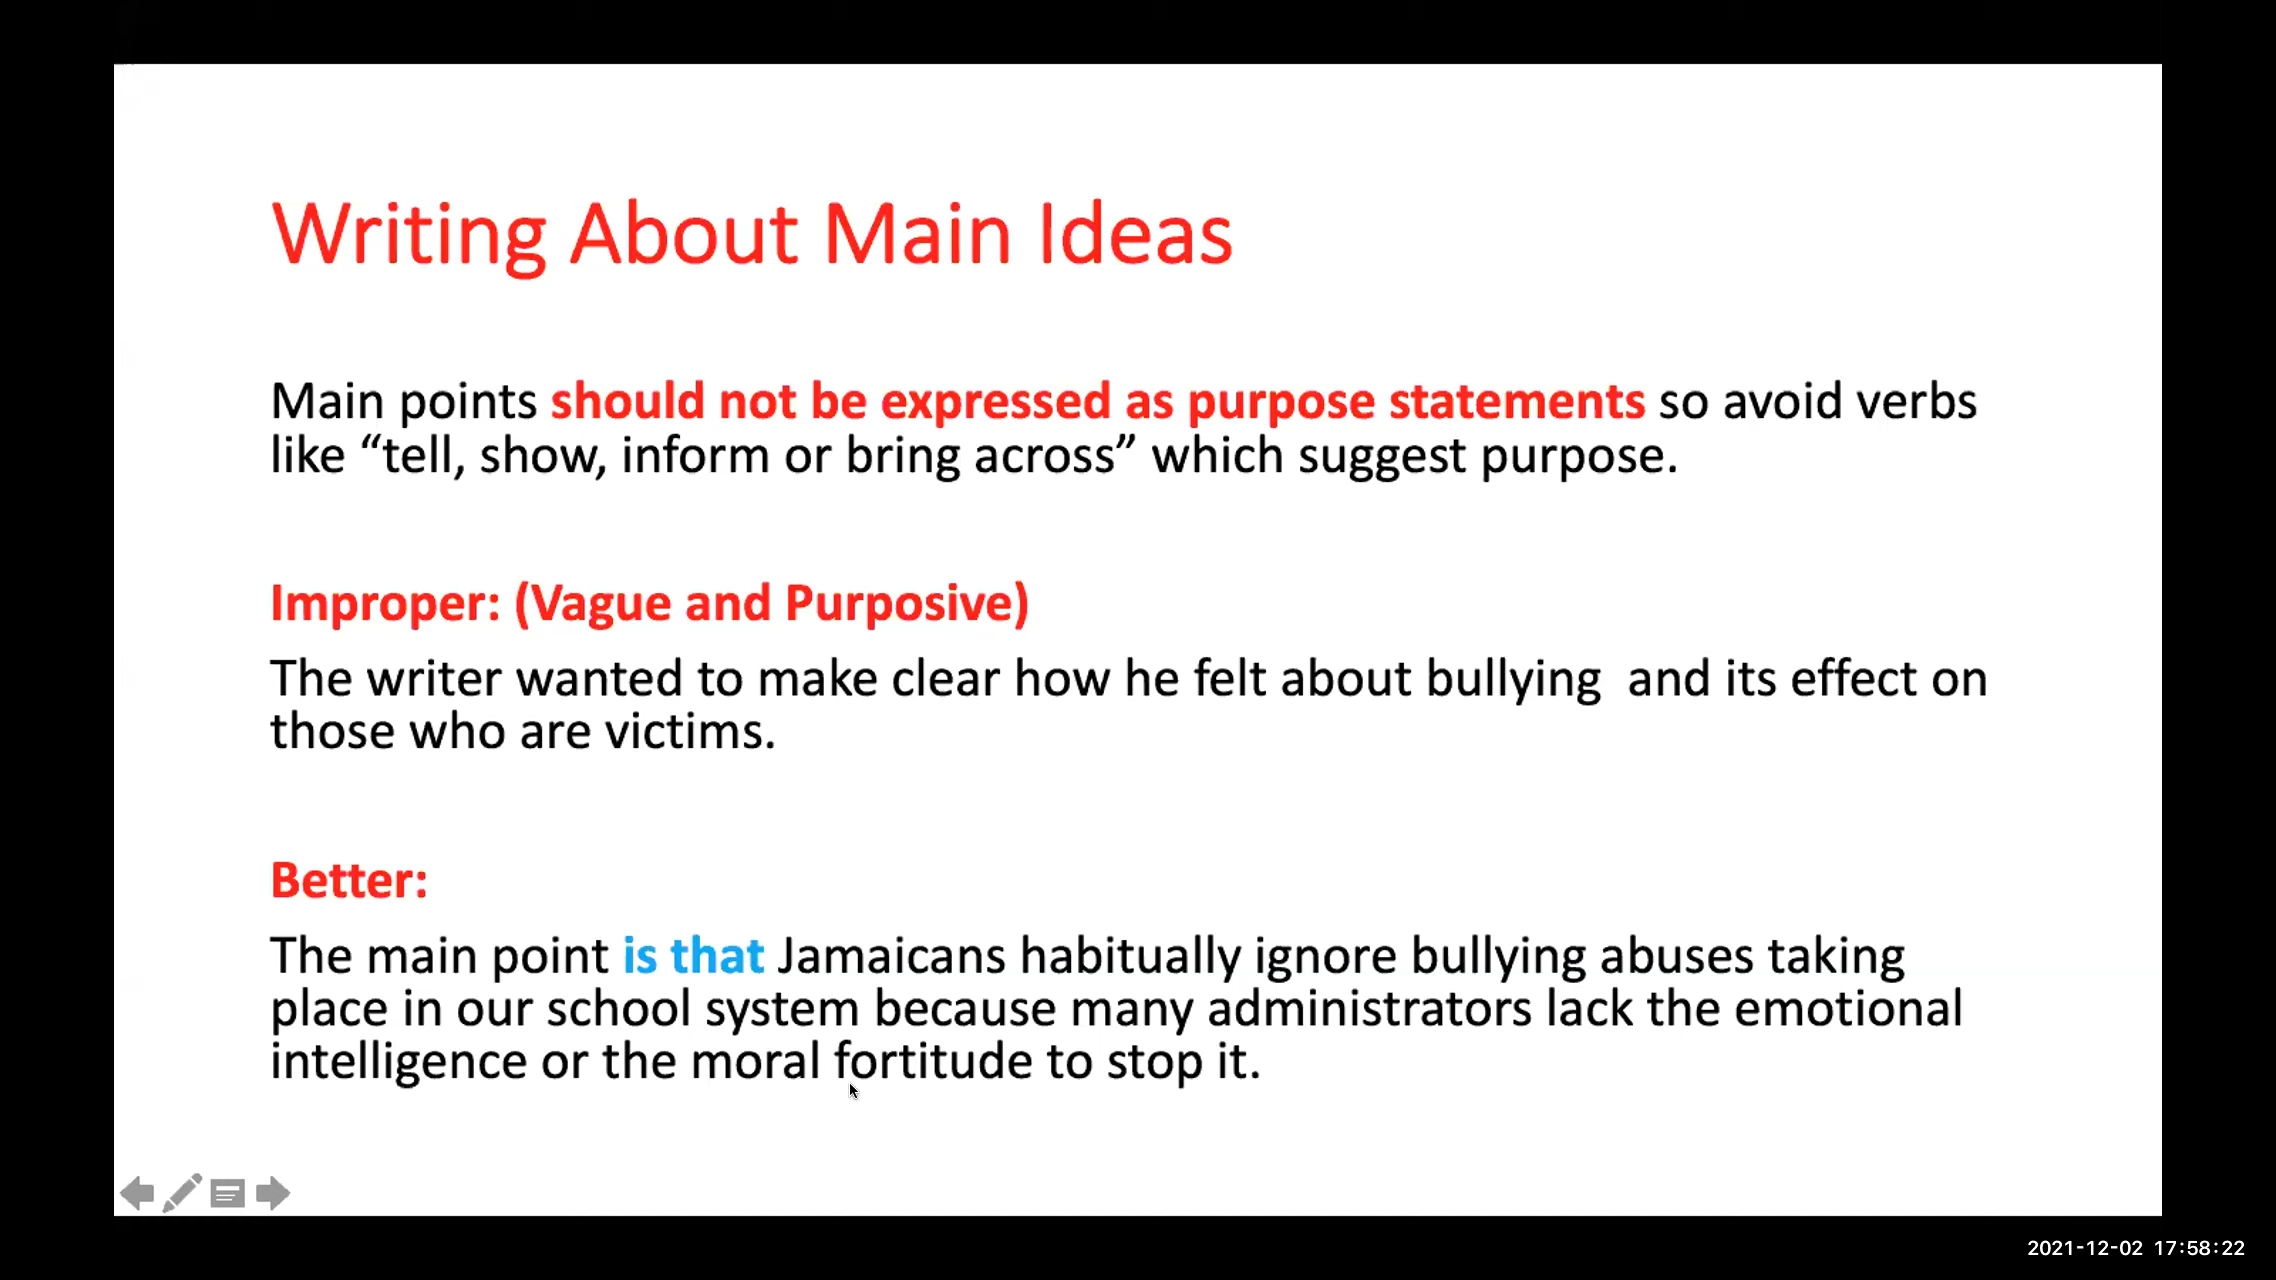 Writing About Main Ideas
Main points should not be expressed as purpose statements so avoid verbs
like “tell, show, inform or bring across” which suggest purpose.
Improper: (Vague and Purposive)
The writer wanted to make clear how he felt about bullying  and its effect on
those who are victims.
Better:
The main point is that Jamaicans habitually ignore bullying abuses taking
place in our school system because many administrators lack the emotional
intelligence or the moral fortitude to stop it.
2021-12-02 17:58:22